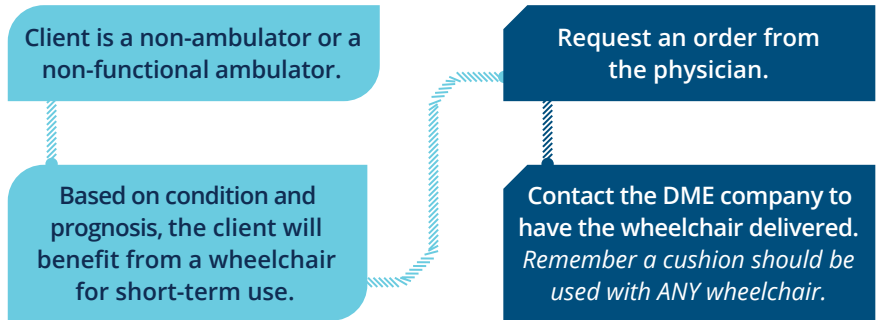 Client is a non-ambulator or a
non-functional ambulator.
Based on condition and
prognosis, the client will
benefit from a wheelchair
for short-term use.
Request an order from
the physician.
Contact the DME company to
have the wheelchair delivered.
Remember a cushion should be
used with ANY wheelchair.